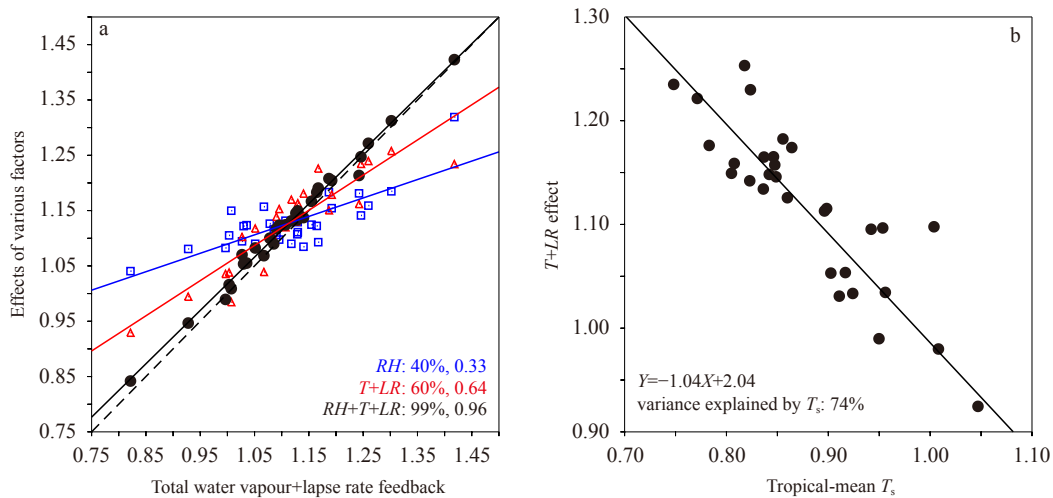 a
1.45
1.35
1.25
1.15
1.05
0.95
0.85
0.75
Effects of various factors
RH: 40%, 0.33
T+LR: 60%, 0.64
RH+T+LR: 99%, 0.96
0.75 0.85 0.95 1.05 1.15 1.25 1.35 1.45
Total water vapour+lapse rate feedback
b
1.30
1.20
1.10
1.00
0.90
T+LR effect
Y=−1.04X+2.04
variance explained by Ts: 74%
0.70 0.80 0.90 1.00 1.10
Tropical-mean Ts